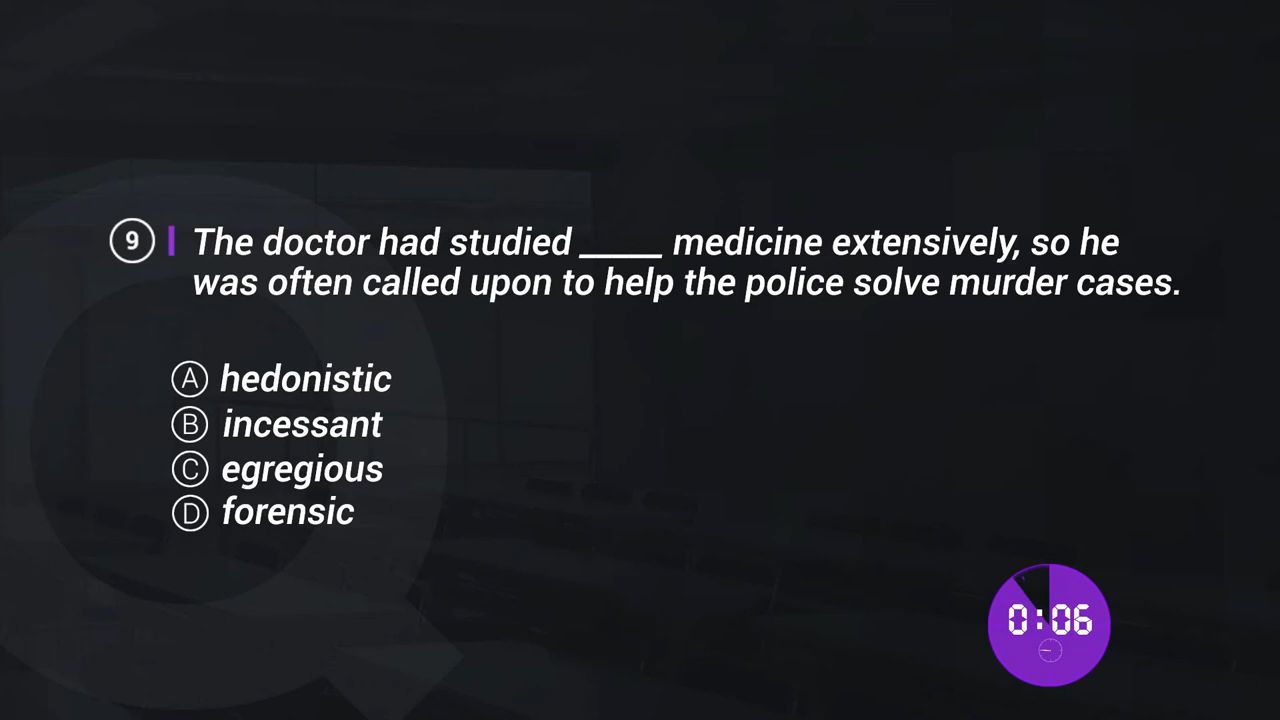 9 The doctor had studied _____ medicine extensively, so he
was often called upon to help the police solve murder cases.
A hedonistic
B incessant
C egregious
D forensic
0:06